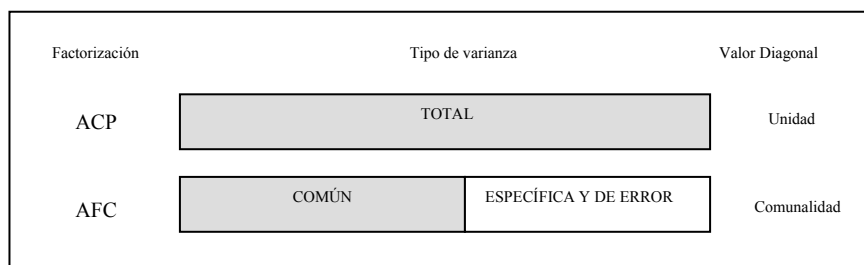 Factorización Tipo de varianza Valor Diagonal
ACP TOTAL Unidad
AFC COMÚN ESPECÍFICA Y DE ERROR Comunalidad